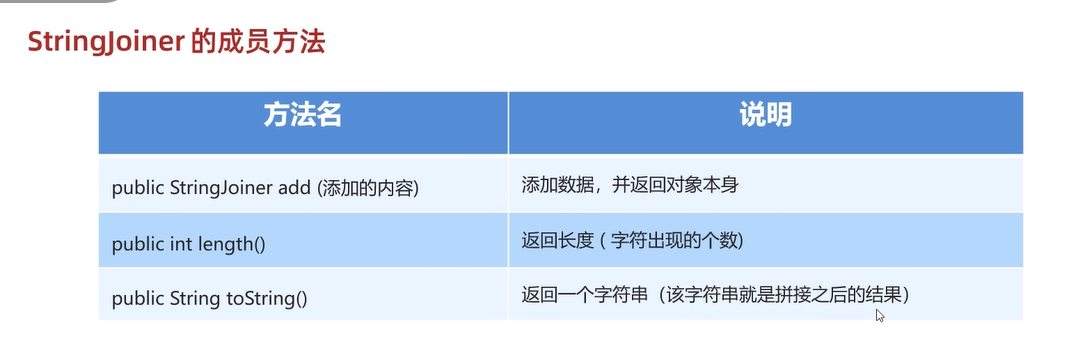 StringJoiner 的成员方法
方法名 说明
public StringJoiner add (添加的内容) 添加数据，并返回对象本身
public int length() 返回长度 ( 字符出现的个数)
public String toString() 返回一个字符串（该字符串就是拼接之后的结果）